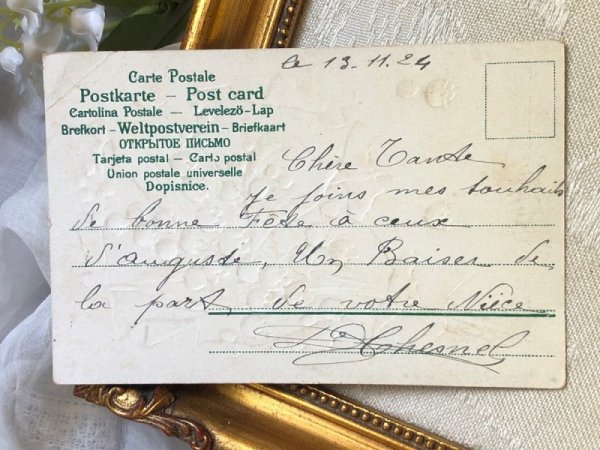 le 13.11.24
Carte Postale
Postkarte — Post card
Cartolina Postale — Levelezö-Lap
Brefkort - Weltpostverein - Briefkaart
ОТКРЫТОЕ ПИСЬМО
Tarjeta postal — Carto postal
Union postale universelle
Dopisnice.
Chère Tante
je joins mes souhaits
de bonne Fête à ceux
d'auguste, Un Baiser de
la part, de votre Nièce
Chesnel